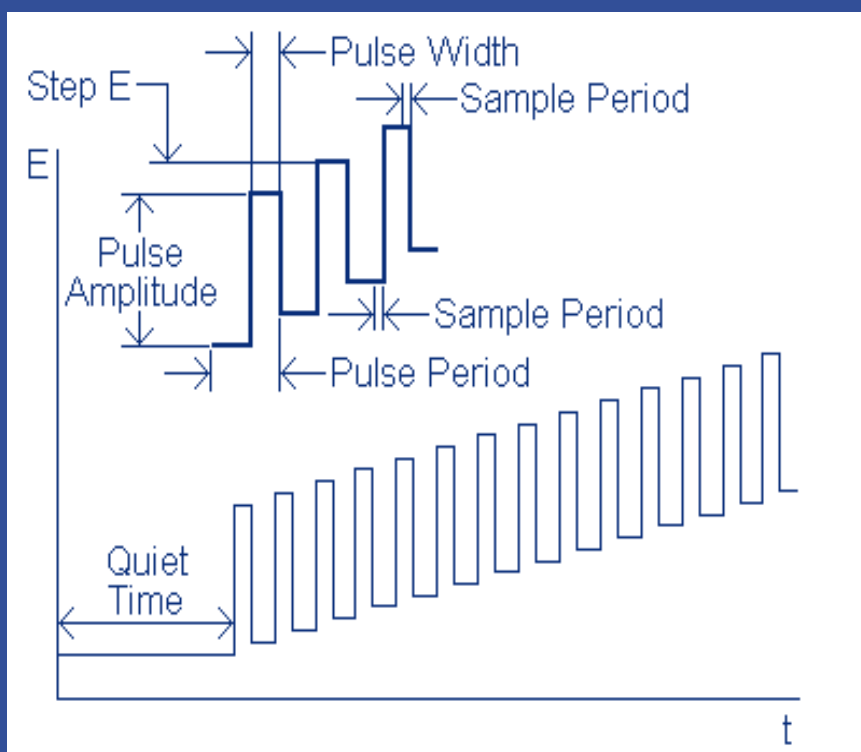 Pulse Width
Step E
Sample Period
E
Pulse
Amplitude
Sample Period
Pulse Period
Quiet
Time
t